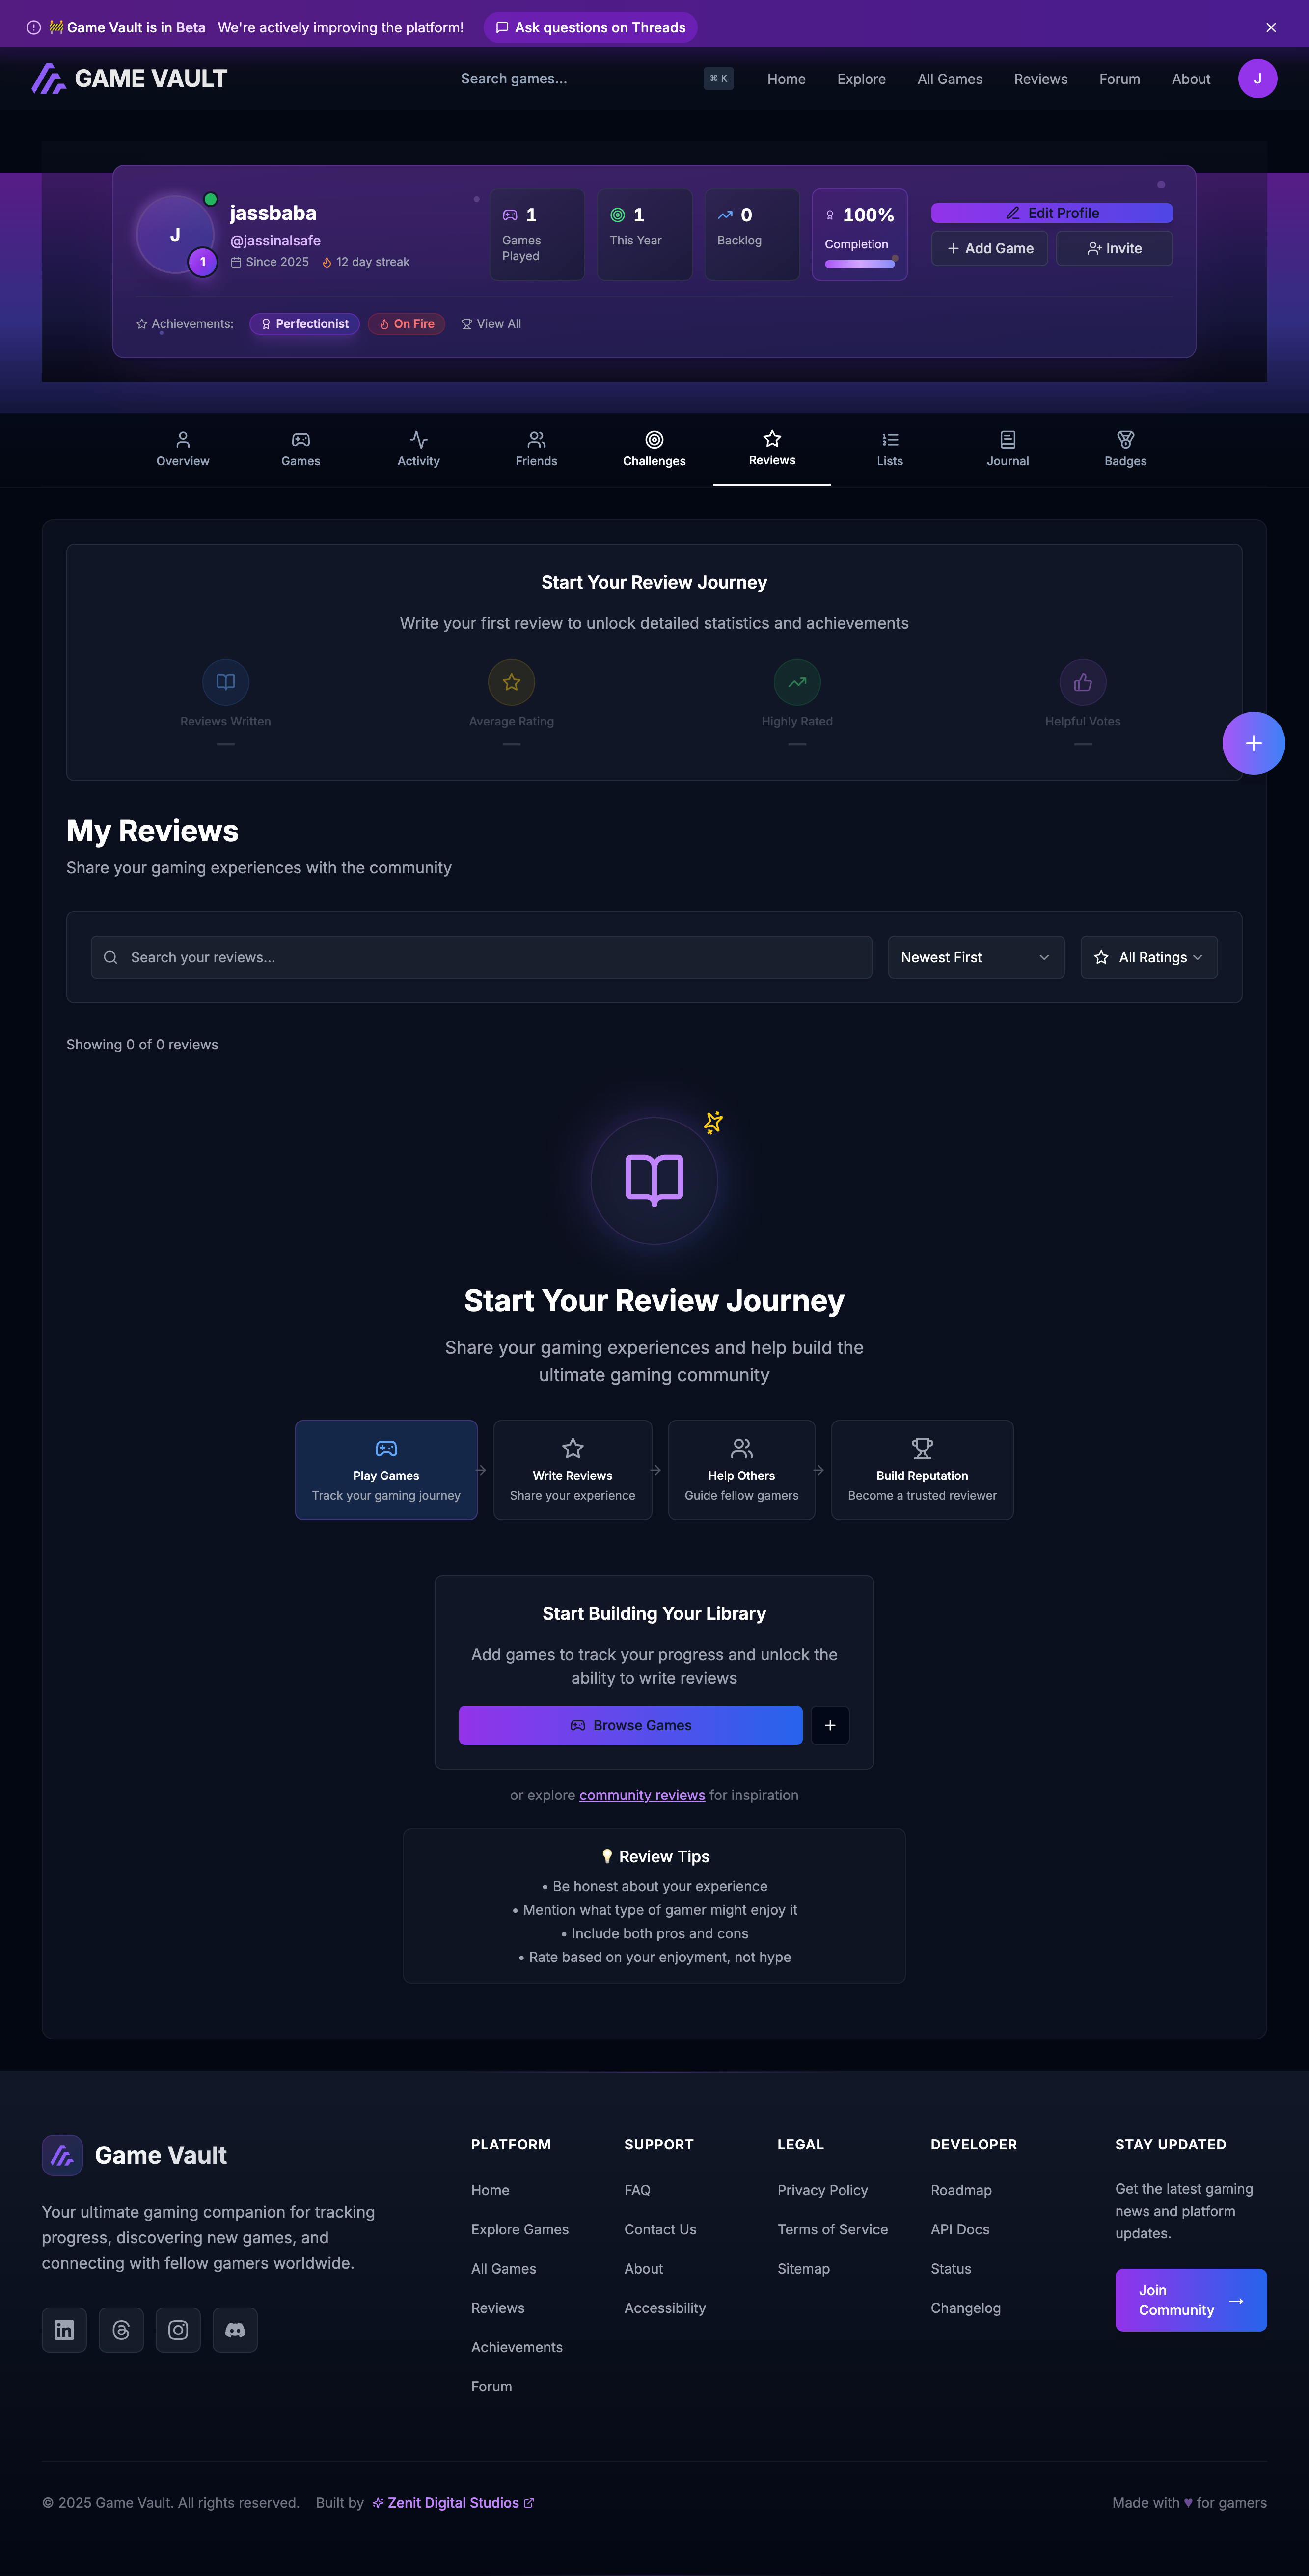 🚧 Game Vault is in Beta We're actively improving the platform! Ask questions on Threads
GAME VAULT Search games... ⌘ K Home Explore All Games Reviews Forum About J
J
1
jassbaba
@jassinalsafe
Since 2025 12 day streak
1
Games
Played
1
This Year
0
Backlog
100%
Completion
Edit Profile
Add Game Invite
Achievements: Perfectionist On Fire View All
Overview Games Activity Friends Challenges Reviews Lists Journal Badges
Start Your Review Journey
Write your first review to unlock detailed statistics and achievements
Reviews Written Average Rating Highly Rated Helpful Votes
— — — —
My Reviews
Share your gaming experiences with the community
Search your reviews... Newest First All Ratings
Showing 0 of 0 reviews
Start Your Review Journey
Share your gaming experiences and help build the
ultimate gaming community
Play Games
Track your gaming journey
Write Reviews
Share your experience
Help Others
Guide fellow gamers
Build Reputation
Become a trusted reviewer
Start Building Your Library
Add games to track your progress and unlock the
ability to write reviews
Browse Games
or explore community reviews for inspiration
💡 Review Tips
• Be honest about your experience
• Mention what type of gamer might enjoy it
• Include both pros and cons
• Rate based on your enjoyment, not hype
Game Vault
Your ultimate gaming companion for tracking
progress, discovering new games, and
connecting with fellow gamers worldwide.
PLATFORM
Home
Explore Games
All Games
Reviews
Achievements
Forum
SUPPORT
FAQ
Contact Us
About
Accessibility
LEGAL
Privacy Policy
Terms of Service
Sitemap
DEVELOPER
Roadmap
API Docs
Status
Changelog
STAY UPDATED
Get the latest gaming
news and platform
updates.
Join
Community →
© 2025 Game Vault. All rights reserved. Built by Zenit Digital Studios
Made with ♥ for gamers